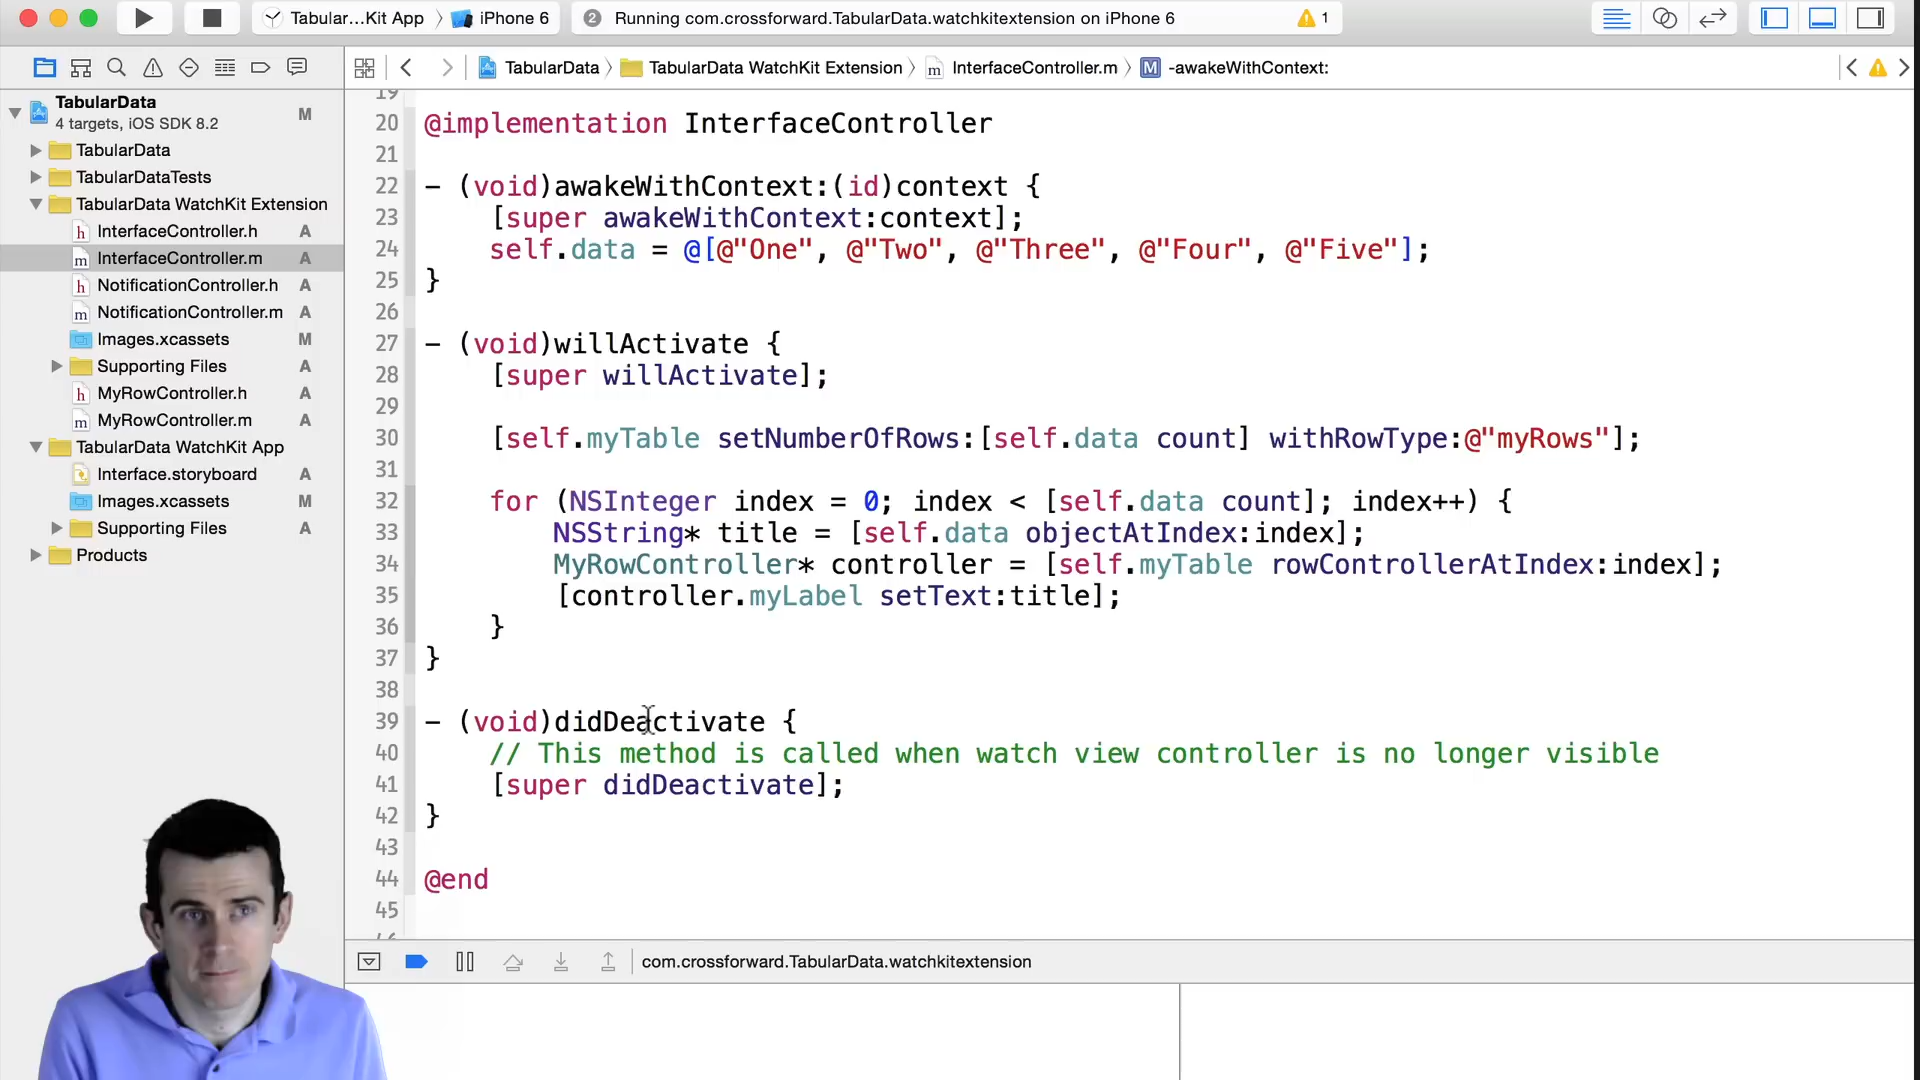 Tabular...Kit App › iPhone 6
2 Running com.crossforward.TabularData.watchkitextension on iPhone 6
1
TabularData › TabularData WatchKit Extension › m InterfaceController.m › M -awakeWithContext:
TabularData M
4 targets, iOS SDK 8.2
TabularData
TabularDataTests
TabularData WatchKit Extension
h InterfaceController.h A
m InterfaceController.m A
h NotificationController.h A
m NotificationController.m A
Images.xcassets M
Supporting Files A
h MyRowController.h A
m MyRowController.m A
TabularData WatchKit App
Interface.storyboard A
Images.xcassets M
Supporting Files A
Products
19
20 @implementation InterfaceController
21
22 - (void)awakeWithContext:(id)context {
23 [super awakeWithContext:context];
24 self.data = @[@"One", @"Two", @"Three", @"Four", @"Five"];
25 }
26
27 - (void)willActivate {
28 [super willActivate];
29
30 [self.myTable setNumberOfRows:[self.data count] withRowType:@"myRows"];
31
32 for (NSInteger index = 0; index < [self.data count]; index++) {
33 NSString* title = [self.data objectAtIndex:index];
34 MyRowController* controller = [self.myTable rowControllerAtIndex:index];
35 [controller.myLabel setText:title];
36 }
37 }
38
39 - (void)didDeactivate {
40 // This method is called when watch view controller is no longer visible
41 [super didDeactivate];
42 }
43
44 @end
45
com.crossforward.TabularData.watchkitextension